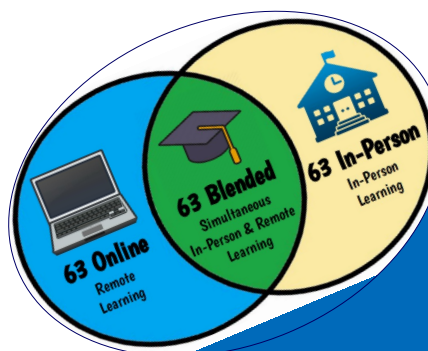 63 Online
Remote
Learning
63 Blended
Simultaneous
In-Person & Remote
Learning
63 In-Person
In-Person
Learning